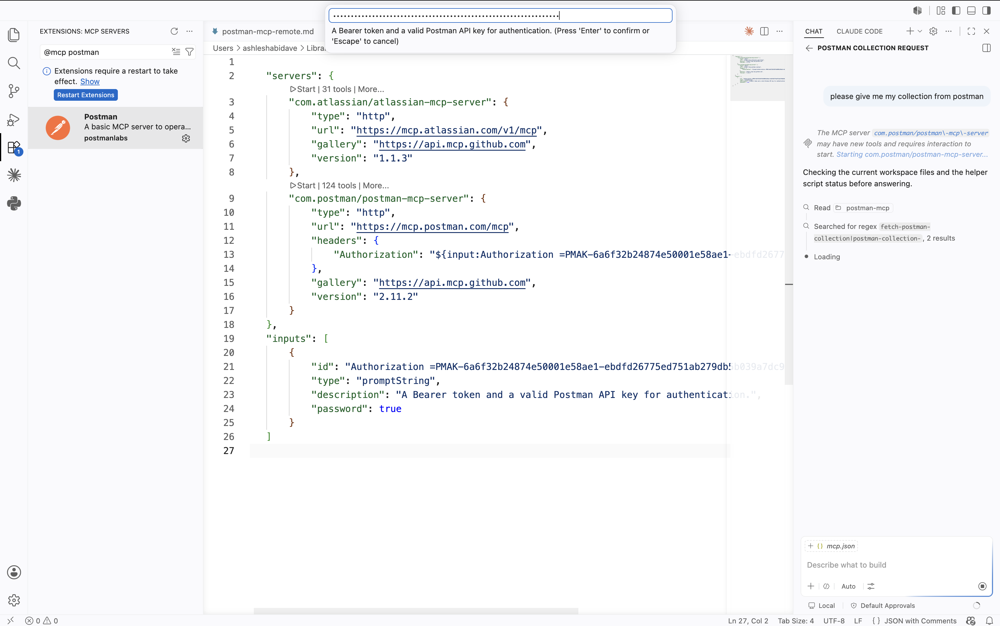 ••••••••••••••••••••••••••••••••••••••••••••••••••••••••••••••••
A Bearer token and a valid Postman API key for authentication. (Press 'Enter' to confirm or
'Escape' to cancel)
EXTENSIONS: MCP SERVERS
@mcp postman
Extensions require a restart to take
effect. Show
Restart Extensions
Postman
A basic MCP server to opera...
postmanlabs
1
postman-mcp-remote.md
Users > ashleshabidave >
1
2 "servers": {
Start | 31 tools | More...
3 "com.atlassian/atlassian-mcp-server": {
4 "type": "http",
5 "url": "https://mcp.atlassian.com/v1/mcp",
6 "gallery": "https://api.mcp.github.com",
7 "version": "1.1.3"
8 },
Start | 124 tools | More...
9 "com.postman/postman-mcp-server": {
10 "type": "http",
11 "url": "https://mcp.postman.com/mcp",
12 "headers": {
13 "Authorization": "${input:Authorization =PMAK-6a6f32b24874e50001e58ae1-ebdfd2677
14 },
15 "gallery": "https://api.mcp.github.com",
16 "version": "2.11.2"
17 }
18 },
19 "inputs": [
20 {
21 "id": "Authorization =PMAK-6a6f32b24874e50001e58ae1-ebdfd26775ed751ab279db5b039a7dc9
22 "type": "promptString",
23 "description": "A Bearer token and a valid Postman API key for authentication.",
24 "password": true
25 }
26 ]
27
CHAT
CLAUDE CODE
POSTMAN COLLECTION REQUEST
please give me my collection from postman
The MCP server com.postman/postman\-mcp\-server
may have new tools and requires interaction to
start. Starting com.postman/postman-mcp-server...
Checking the current workspace files and the helper
script status before answering.
Read postman-mcp
Searched for regex fetch-postman-
collection|postman-collection-, 2 results
Loading
+ {} mcp.json
Describe what to build
Auto
Local
Default Approvals
0 0
Ln 27, Col 2
Tab Size: 4
UTF-8
LF
{} JSON with Comments